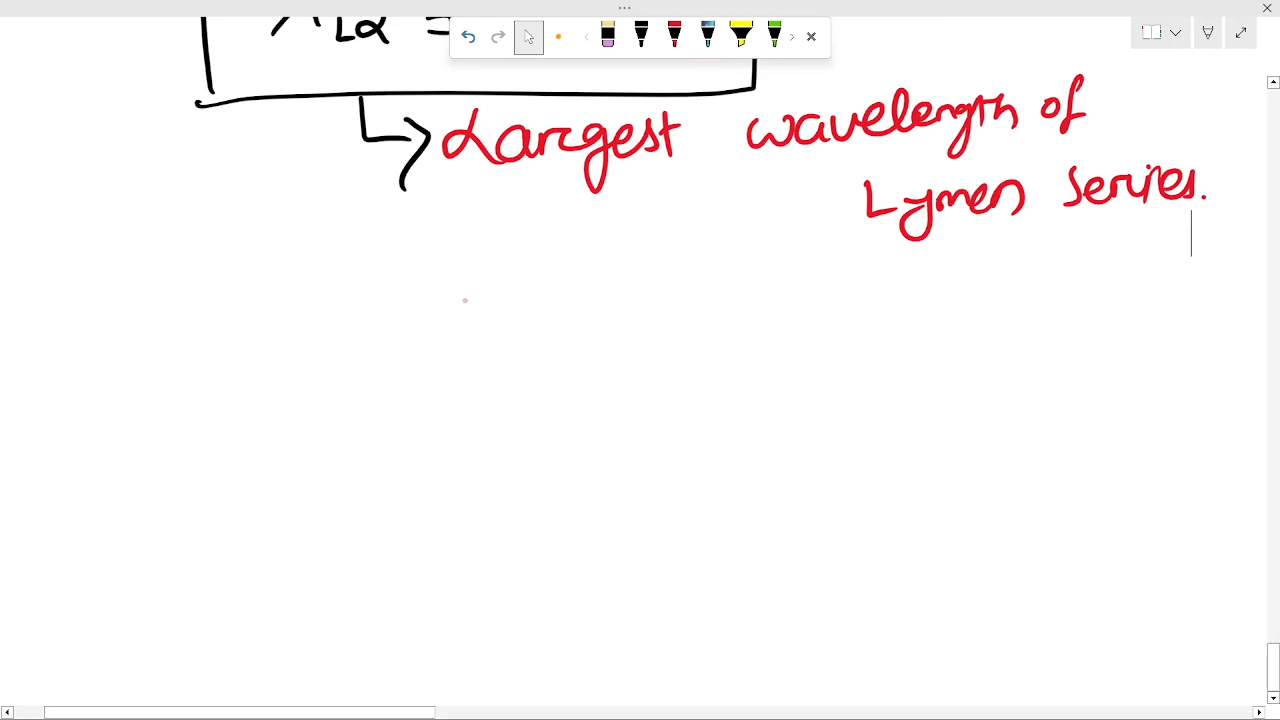 λLα =
Largest wavelength of
Lymen series.